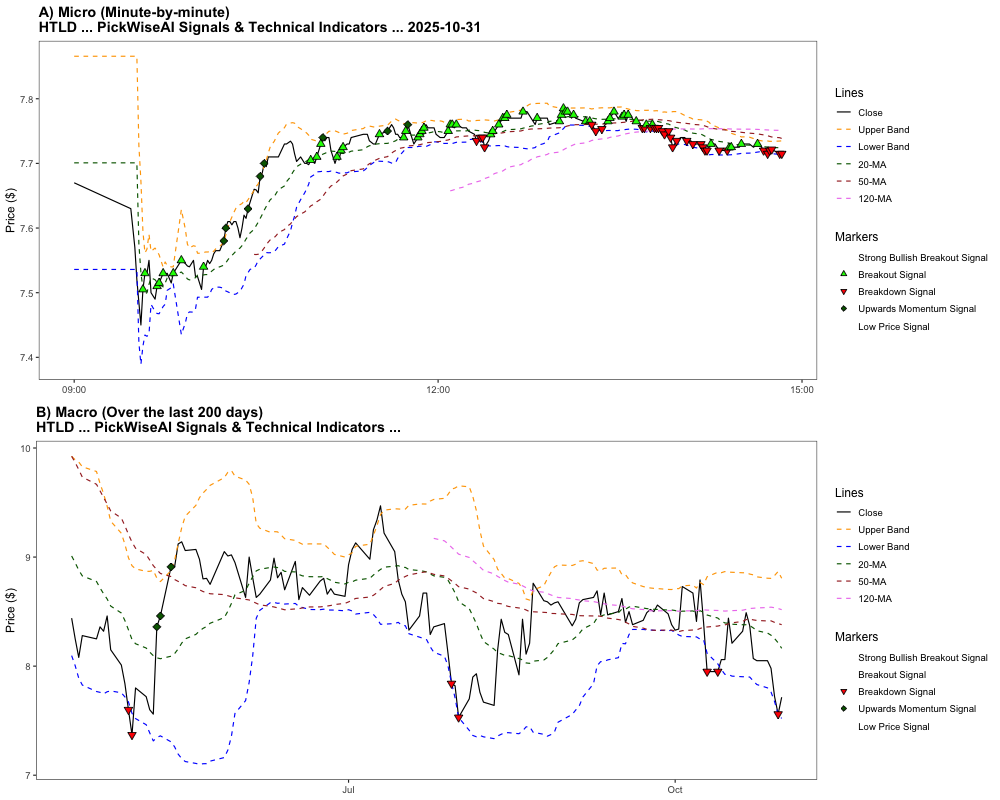 A) Micro (Minute-by-minute)
HTLD ... PickWiseAI Signals & Technical Indicators ... 2025-10-31
Price ($)
7.8
7.7
7.6
7.5
7.4
09:00
12:00
15:00
Lines
Close
Upper Band
Lower Band
20-MA
50-MA
120-MA
Markers
Strong Bullish Breakout Signal
Breakout Signal
Breakdown Signal
Upwards Momentum Signal
Low Price Signal
B) Macro (Over the last 200 days)
HTLD ... PickWiseAI Signals & Technical Indicators ...
Price ($)
10
9
8
7
Jul
Oct
Lines
Close
Upper Band
Lower Band
20-MA
50-MA
120-MA
Markers
Strong Bullish Breakout Signal
Breakout Signal
Breakdown Signal
Upwards Momentum Signal
Low Price Signal